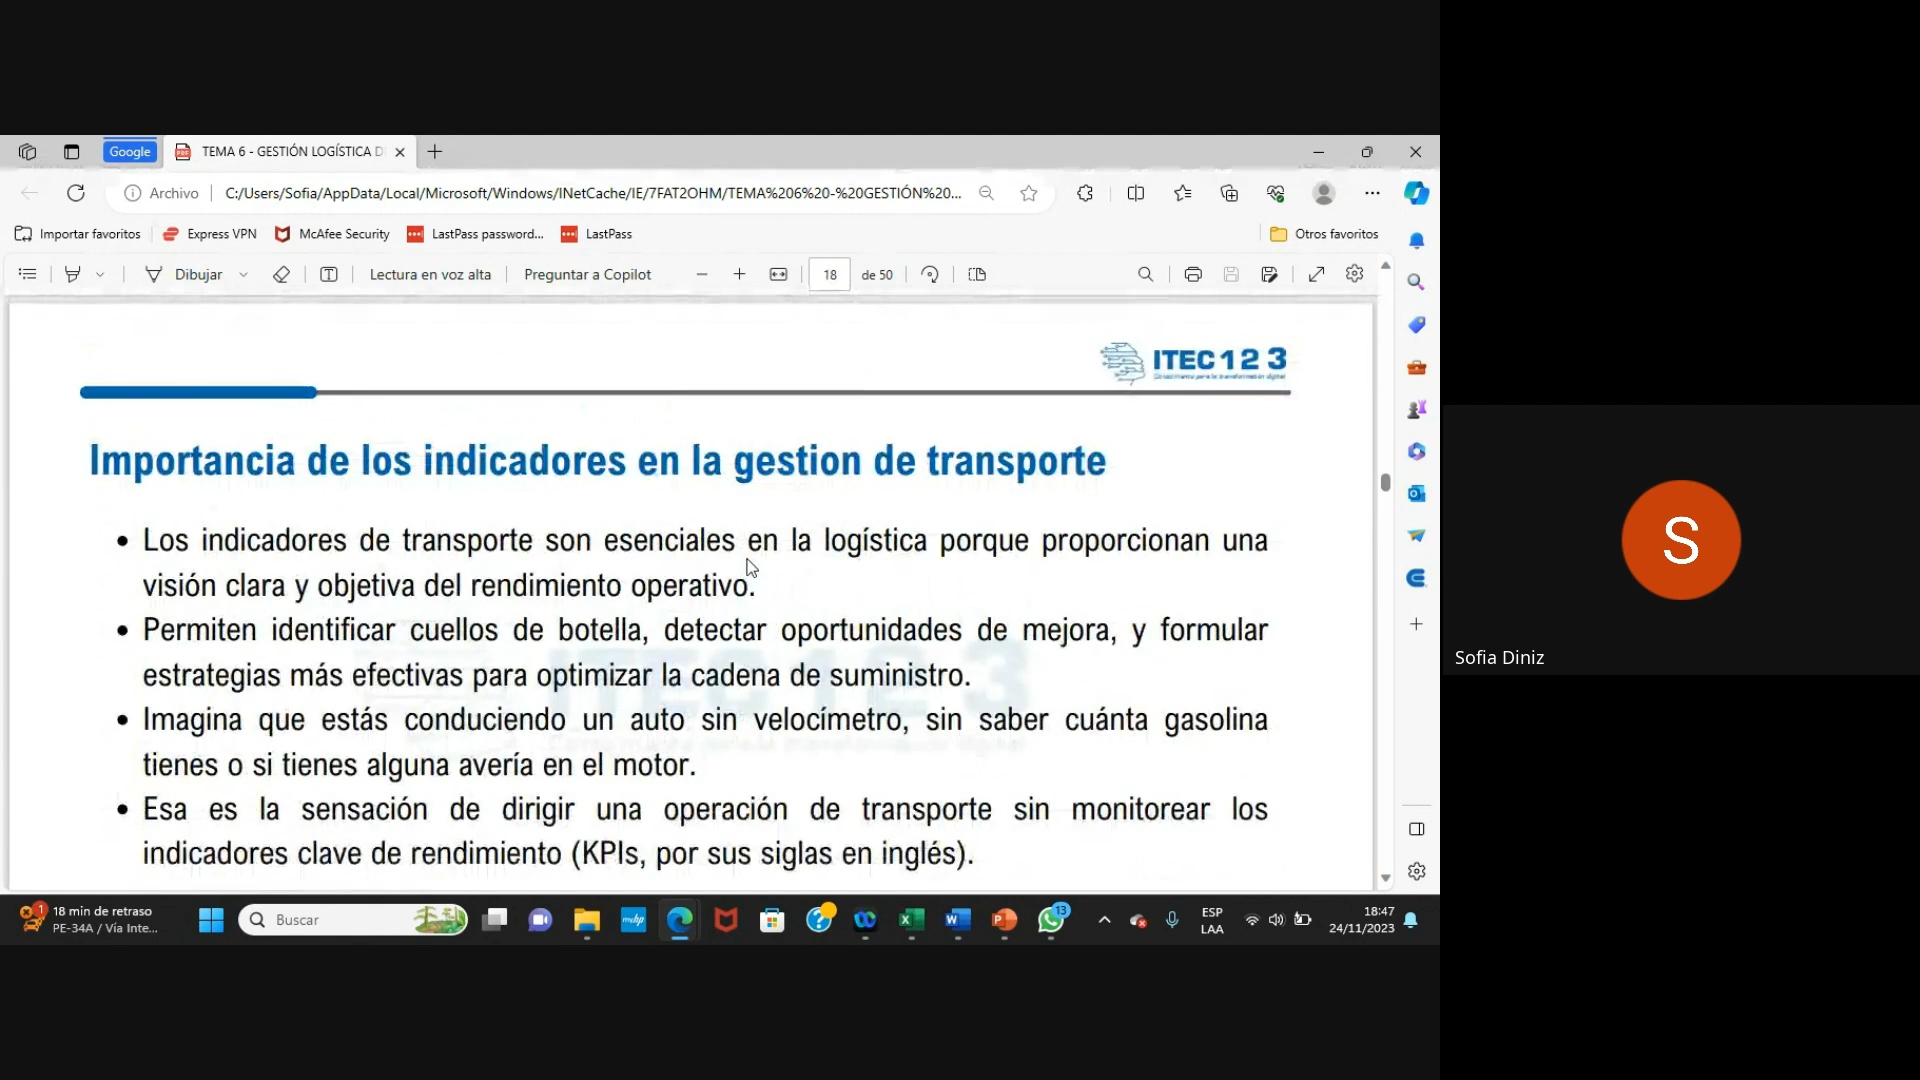 Google
TEMA 6 - GESTIÓN LOGÍSTICA D
Archivo
C:/Users/Sofia/AppData/Local/Microsoft/Windows/INetCache/IE/7FAT2OHM/TEMA%206%20-%20GESTIÓN%20...
Importar favoritos
Express VPN
McAfee Security
LastPass password...
LastPass
Otros favoritos
Dibujar
Lectura en voz alta
Preguntar a Copilot
18
de 50
ITEC 1 2 3
Importancia de los indicadores en la gestion de transporte
• Los indicadores de transporte son esenciales en la logística porque proporcionan una
visión clara y objetiva del rendimiento operativo.
• Permiten identificar cuellos de botella, detectar oportunidades de mejora, y formular
estrategias más efectivas para optimizar la cadena de suministro.
• Imagina que estás conduciendo un auto sin velocímetro, sin saber cuánta gasolina
tienes o si tienes alguna avería en el motor.
• Esa es la sensación de dirigir una operación de transporte sin monitorear los
indicadores clave de rendimiento (KPIs, por sus siglas en inglés).
ITEC 1 2 3
S
Sofia Diniz
1
18 min de retraso
PE-34A / Vía Inte...
Buscar
mhp
13
ESP
LAA
18:47
24/11/2023